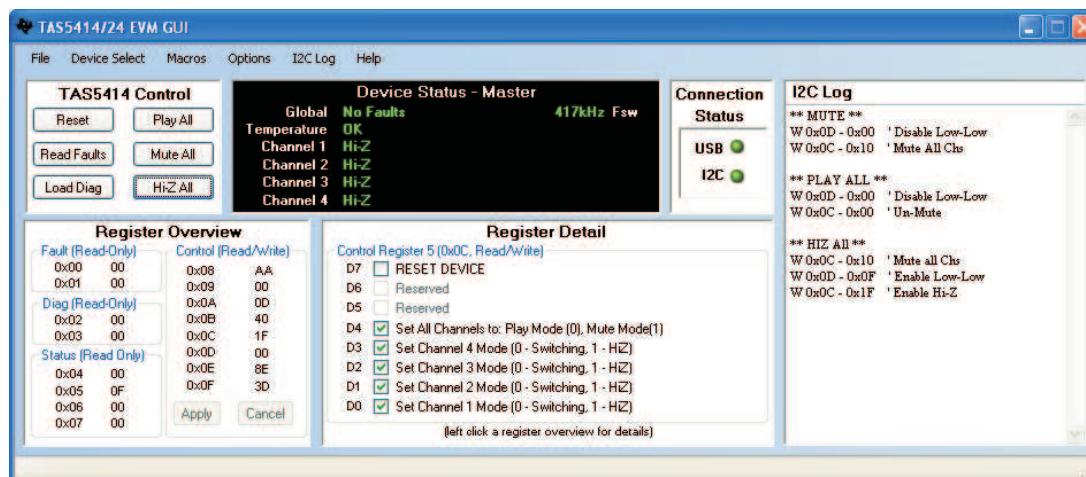 TAS5414/24 EVM GUI
File Device Select Macros Options I2C Log Help
TAS5414 Control
Reset Play All
Read Faults Mute All
Load Diag Hi-Z All
Device Status - Master
Global No Faults 417kHz Fsw
Temperature OK
Channel 1 Hi-Z
Channel 2 Hi-Z
Channel 3 Hi-Z
Channel 4 Hi-Z
Connection
Status
USB
I2C
I2C Log
** MUTE **
W 0x0D - 0x00 ' Disable Low-Low
W 0x0C - 0x10 ' Mute All Chs
** PLAY ALL **
W 0x0D - 0x00 ' Disable Low-Low
W 0x0C - 0x00 ' Un-Mute
** HIZ All **
W 0x0C - 0x10 ' Mute all Chs
W 0x0D - 0x0F ' Enable Low-Low
W 0x0C - 0x1F ' Enable Hi-Z
Register Overview
Fault (Read-Only)
0x00 00
0x01 00
Diag (Read-Only)
0x02 00
0x03 00
Status (Read Only)
0x04 00
0x05 0F
0x06 00
0x07 00
Control (Read/Write)
0x08 AA
0x09 00
0x0A 0D
0x0B 40
0x0C 1F
0x0D 00
0x0E 8E
0x0F 3D
Apply Cancel
Register Detail
Control Register 5 (0x0C, Read/Write)
D7 RESET DEVICE
D6 Reserved
D5 Reserved
D4 Set All Channels to: Play Mode (0), Mute Mode(1)
D3 Set Channel 4 Mode (0 - Switching, 1 - HiZ)
D2 Set Channel 3 Mode (0 - Switching, 1 - HiZ)
D1 Set Channel 2 Mode (0 - Switching, 1 - HiZ)
D0 Set Channel 1 Mode (0 - Switching, 1 - HiZ)
(left click a register overview for details)